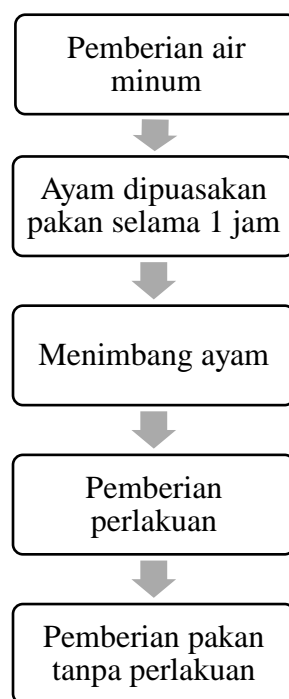 Pemberian air
minum
Ayam dipuasakan
pakan selama 1 jam
Menimbang ayam
Pemberian
perlakuan
Pemberian pakan
tanpa perlakuan